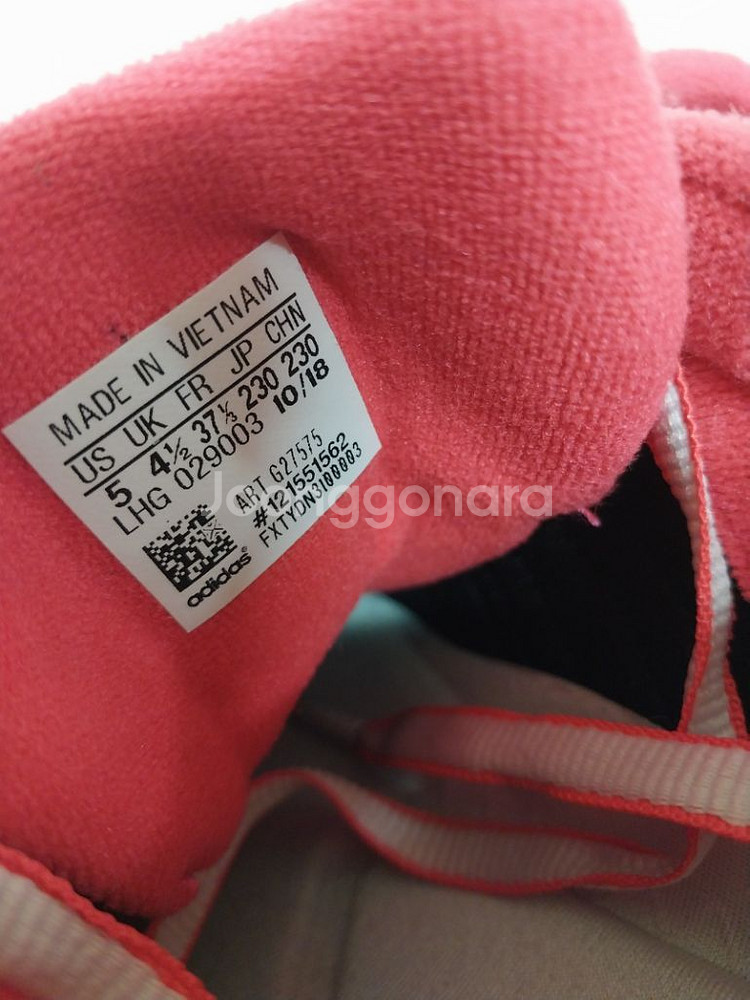 MADE IN VIETNAM
US UK FR JP CHN
5 4½ 37⅓ 230 230
LHG 029003 10/18
ART G27575
#121551562
FXTYDN3100003
adidas
Joonggonara